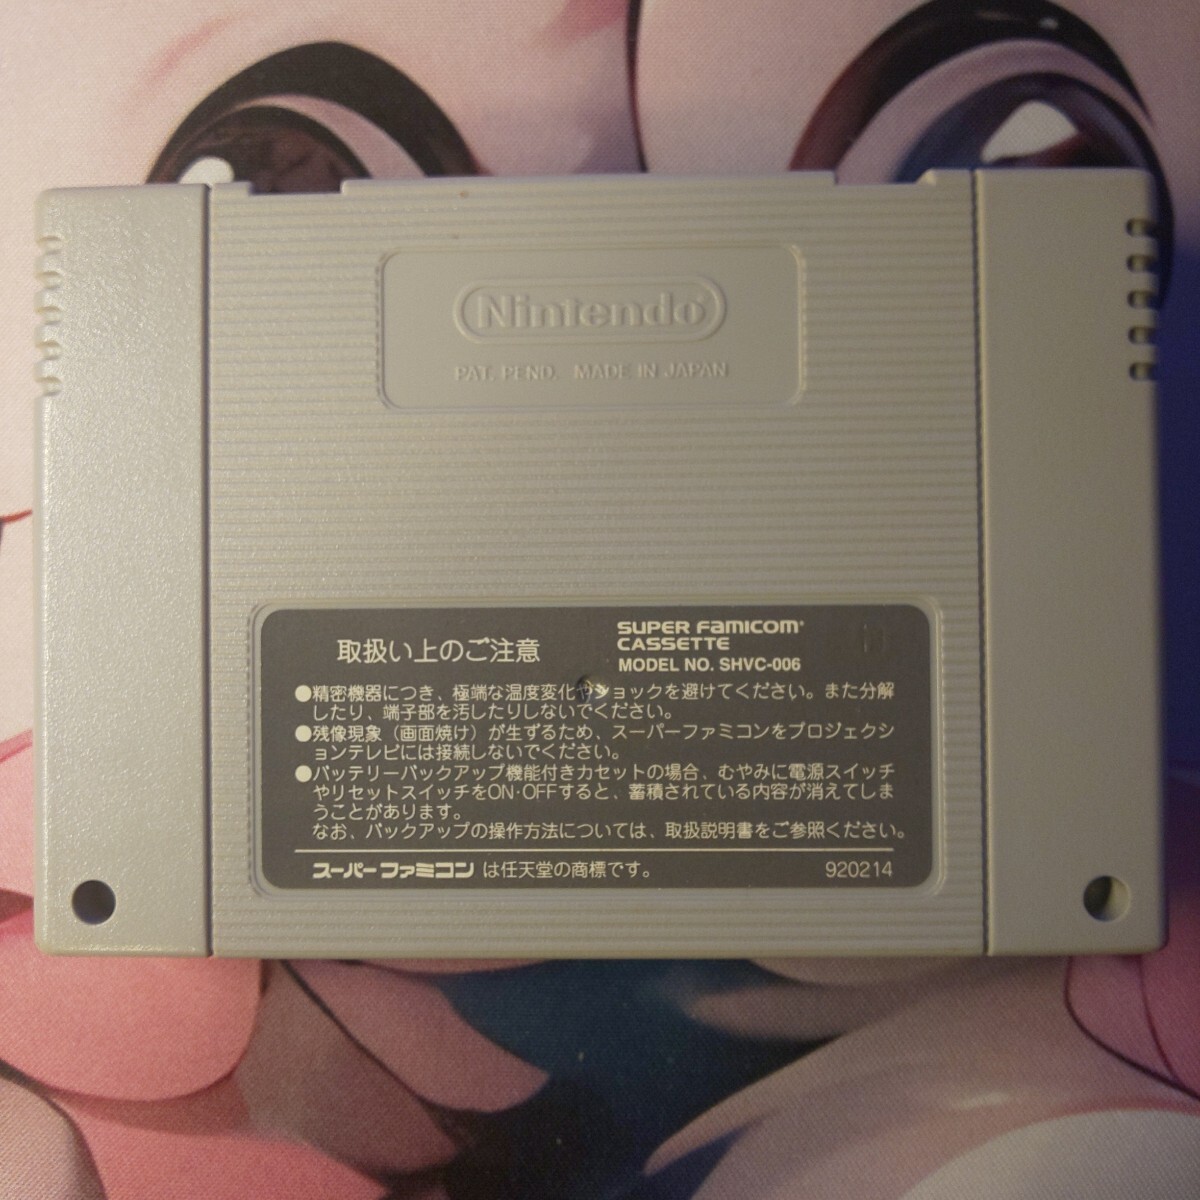 Nintendo
PAT. PEND. MADE IN JAPAN
取扱い上のご注意
SUPER FAMICOM
CASSETTE
MODEL NO. SHVC-006
●精密機器につき、極端な温度変化やショックを避けてください。また分解
したり、端子部を汚したりしないでください。
●残像現象（画面焼け）が生ずるため、スーパーファミコンをプロジェクシ
ョンテレビには接続しないでください。
●バッテリーバックアップ機能付きカセットの場合、むやみに電源スイッチ
やリセットスイッチをON・OFFすると、蓄積されている内容が消えてしま
うことがあります。
なお、バックアップの操作方法については、取扱説明書をご参照ください。
スーパーファミコン は任天堂の商標です。 920214